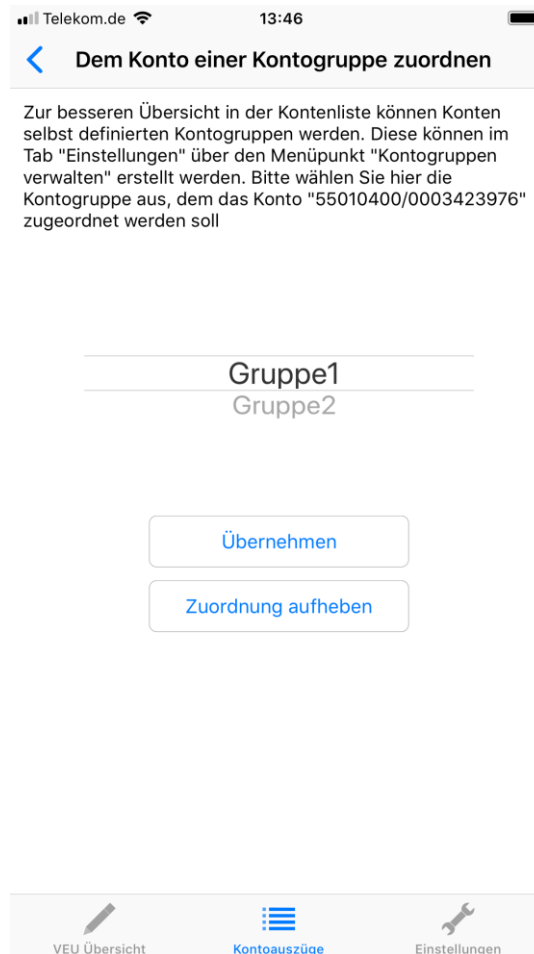 Telekom.de 13:46
Dem Konto einer Kontogruppe zuordnen
Zur besseren Übersicht in der Kontenliste können Konten
selbst definierten Kontogruppen werden. Diese können im
Tab "Einstellungen" über den Menüpunkt "Kontogruppen
verwalten" erstellt werden. Bitte wählen Sie hier die
Kontogruppe aus, dem das Konto "55010400/0003423976"
zugeordnet werden soll
Gruppe1
Gruppe2
Übernehmen
Zuordnung aufheben
VEU Übersicht Kontoauszüge Einstellungen